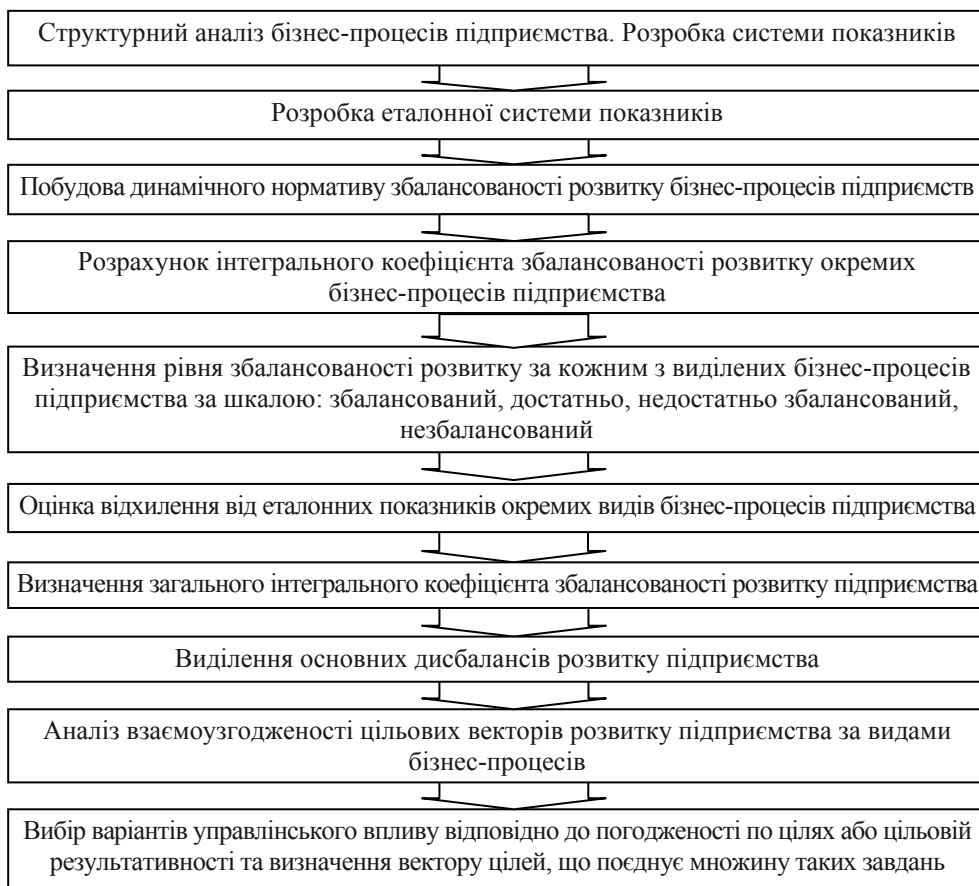 Структурний аналіз бізнес-процесів підприємства. Розробка системи показників
Розробка еталонної системи показників
Побудова динамічного нормативу збалансованості розвитку бізнес-процесів підприємств
Розрахунок інтегрального коефіцієнта збалансованості розвитку окремих
бізнес-процесів підприємства
Визначення рівня збалансованості розвитку за кожним з виділених бізнес-процесів
підприємства за шкалою: збалансований, достатньо, недостатньо збалансований,
незбалансований
Оцінка відхилення від еталонних показників окремих видів бізнес-процесів підприємства
Визначення загального інтегрального коефіцієнта збалансованості розвитку підприємства
Виділення основних дисбалансів розвитку підприємства
Аналіз взаємоузгодженості цільових векторів розвитку підприємства за видами
бізнес-процесів
Вибір варіантів управлінського впливу відповідно до погодженості по цілях або цільовій
результативності та визначення вектору цілей, що поєднує множину таких завдань